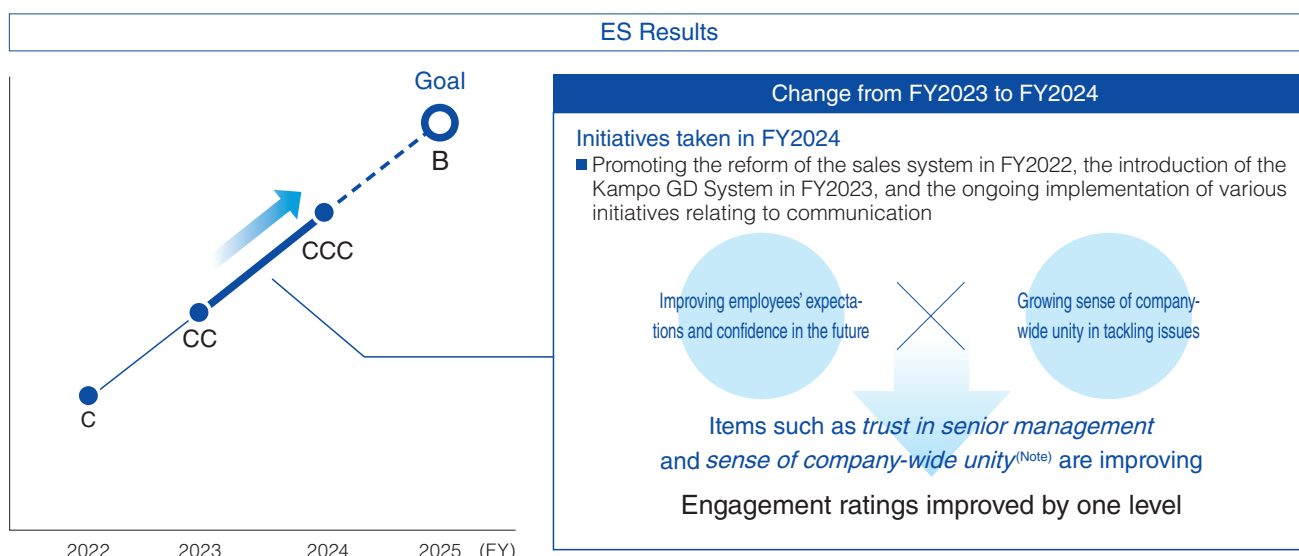 ES Results
Goal
B
CCC
CC
C
2022 2023 2024 2025 (FY)
Change from FY2023 to FY2024
Initiatives taken in FY2024
■ Promoting the reform of the sales system in FY2022, the introduction of the
Kampo GD System in FY2023, and the ongoing implementation of various
initiatives relating to communication
Improving employees' expecta-
tions and confidence in the future
Growing sense of company-
wide unity in tackling issues
Items such as trust in senior management
and sense of company-wide unity(Note) are improving
Engagement ratings improved by one level